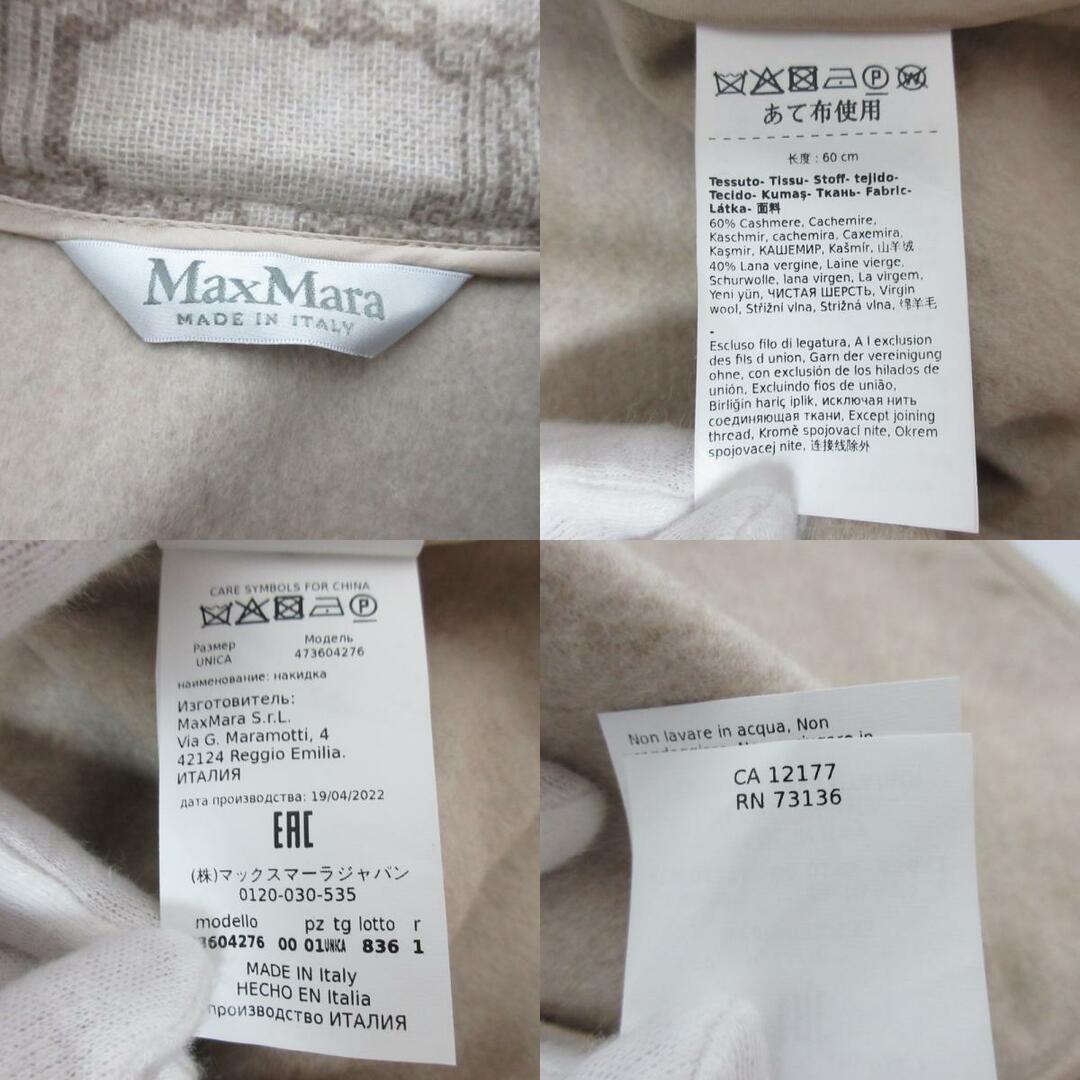 MaxMara
MADE IN ITALY
あて布使用
长度：60 cm
Tessuto- Tissu- Stoff- tejido-
Tecido- Kumaş- Ткань- Fabric-
Látka- 面料
60% Cashmere, Cachemire,
Kaschmir, cachemira, Caxemira,
Kaşmir, КАШЕМИР, Kašmír, 山羊绒
40% Lana vergine, Laine vierge,
Schurwolle, lana virgen, La virgem,
Yeni yün, ЧИСТАЯ ШЕРСТЬ, Virgin
wool, Střižní vlna, Strižná vlna, 绵羊毛
-
Escluso filo di legatura, A l exclusion
des fils d union, Garn der vereinigung
ohne, con exclusión de los hilados de
unión, Excluindo fios de união,
Birliğin hariç iplik, исключая нить
соединяющая ткани, Except joining
thread, Kromě spojovací nite, Okrem
spojovacej nite, 连接线除外
CARE SYMBOLS FOR CHINA
Размер Модель
UNICA 473604276
наименование: накидка
Изготовитель:
MaxMara S.r.L.
Via G. Maramotti, 4
42124 Reggio Emilia.
ИТАЛИЯ
дата производства: 19/04/2022
EAC
(株)マックスマーラジャパン
0120-030-535
modello pz tg lotto r
3604276 00 01 UNICA 836 1
MADE IN Italy
HECHO EN Italia
производство ИТАЛИЯ
Non lavare in acqua, Non
CA 12177
RN 73136